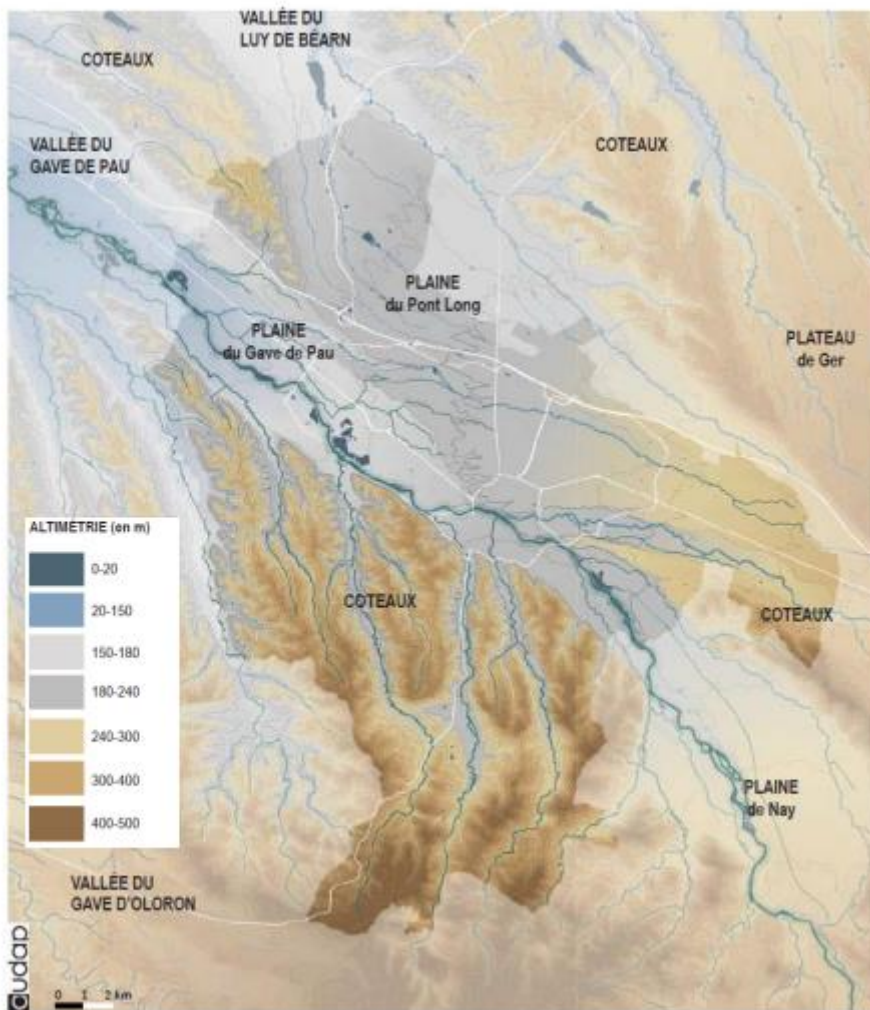 VALLÉE DU
LUY DE BÉARN
COTEAUX
VALLÉE DU
GAVE DE PAU
COTEAUX
PLAINE
du Pont Long
PLAINE
du Gave de Pau
PLATEAU
de Ger
ALTIMÉTRIE (en m)
0-20
20-150
150-180
180-240
240-300
300-400
400-500
COTEAUX
COTEAUX
PLAINE
de Nay
VALLÉE DU
GAVE D'OLORON
audap
0 1 2 km